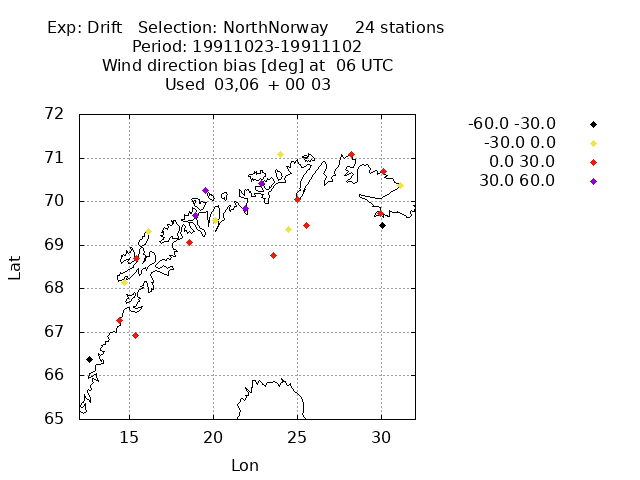 Exp: Drift   Selection: NorthNorway     24 stations
Period: 19911023-19911102
Wind direction bias [deg] at  06 UTC
Used  03,06  + 00 03
-60.0 -30.0
-30.0 0.0
0.0 30.0
30.0 60.0
72
71
70
69
68
67
66
65
Lat
15 20 25 30
Lon